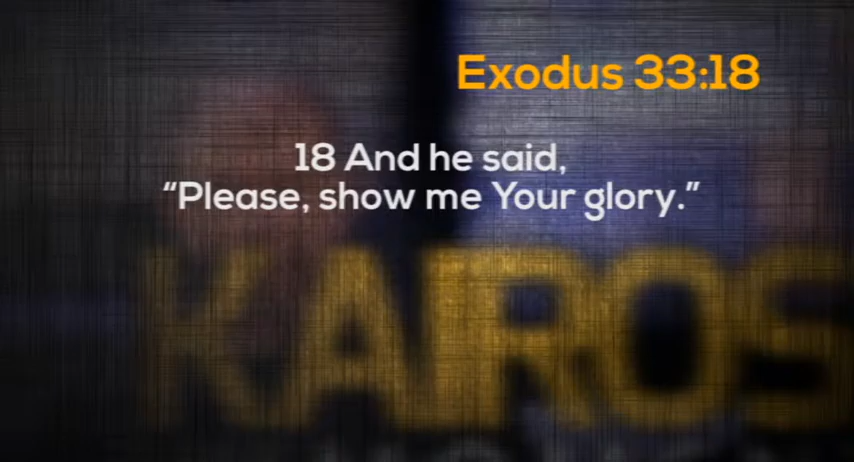 Exodus 33:18
18 And he said,
“Please, show me Your glory.”
KAIROS